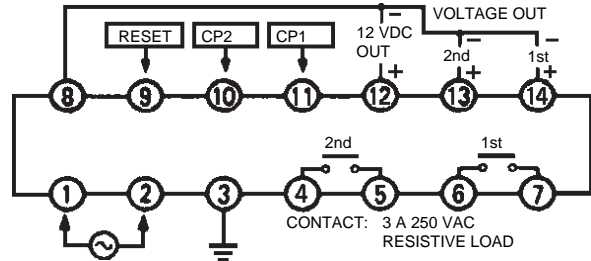 VOLTAGE OUT
RESET CP2 CP1 12 VDC OUT − 2nd − 1st −
+ + +
8 9 10 11 12 13 14
2nd 1st
1 2 3 4 5 6 7
CONTACT: 3 A 250 VAC
RESISTIVE LOAD